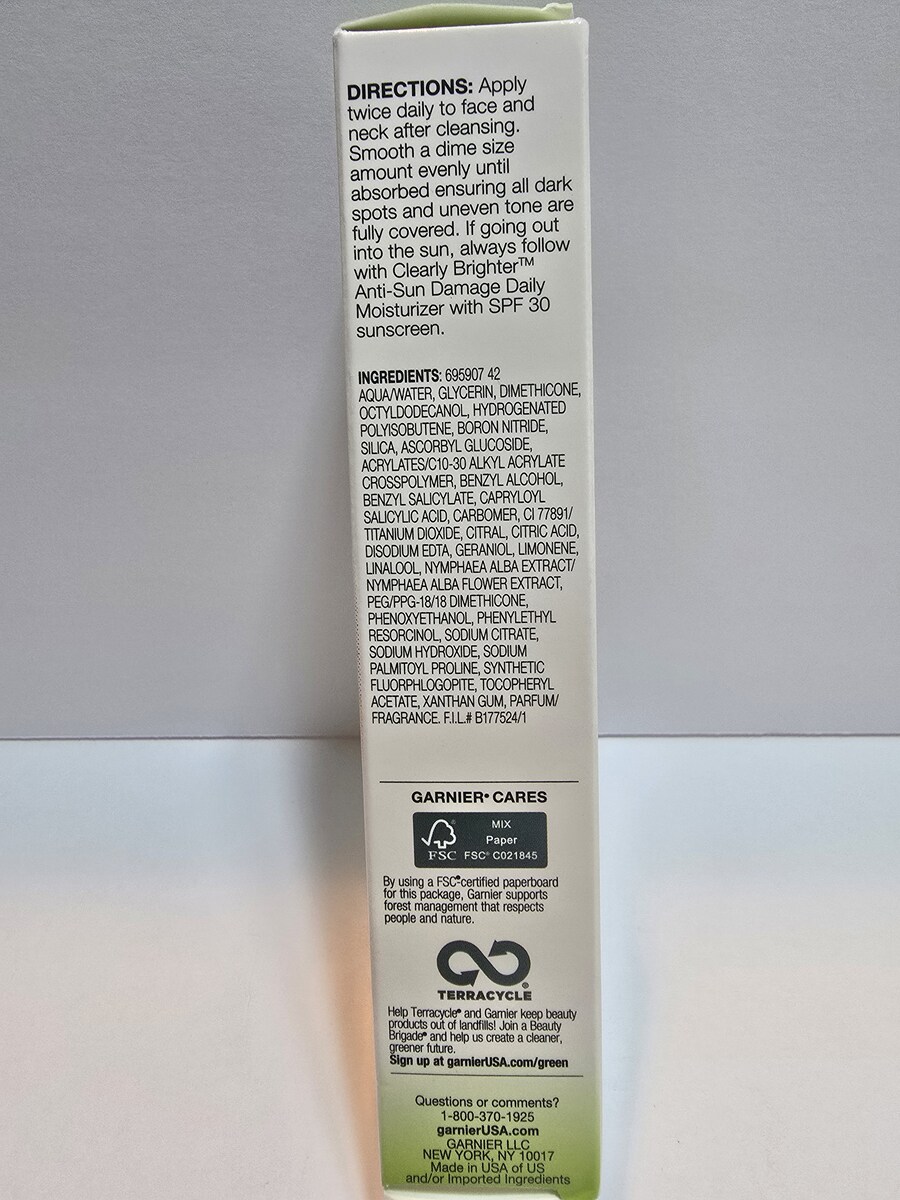 DIRECTIONS: Apply
twice daily to face and
neck after cleansing.
Smooth a dime size
amount evenly until
absorbed ensuring all dark
spots and uneven tone are
fully covered. If going out
into the sun, always follow
with Clearly Brighter™
Anti-Sun Damage Daily
Moisturizer with SPF 30
sunscreen.
INGREDIENTS: 695907 42
AQUA/WATER, GLYCERIN, DIMETHICONE,
OCTYLDODECANOL, HYDROGENATED
POLYISOBUTENE, BORON NITRIDE,
SILICA, ASCORBYL GLUCOSIDE,
ACRYLATES/C10-30 ALKYL ACRYLATE
CROSSPOLYMER, BENZYL ALCOHOL,
BENZYL SALICYLATE, CAPRYLOYL
SALICYLIC ACID, CARBOMER, CI 77891/
TITANIUM DIOXIDE, CITRAL, CITRIC ACID,
DISODIUM EDTA, GERANIOL, LIMONENE,
LINALOOL, NYMPHAEA ALBA EXTRACT/
NYMPHAEA ALBA FLOWER EXTRACT,
PEG/PPG-18/18 DIMETHICONE,
PHENOXYETHANOL, PHENYLETHYL
RESORCINOL, SODIUM CITRATE,
SODIUM HYDROXIDE, SODIUM
PALMITOYL PROLINE, SYNTHETIC
FLUORPHLOGOPITE, TOCOPHERYL
ACETATE, XANTHAN GUM, PARFUM/
FRAGRANCE. F.I.L.# B177524/1
GARNIER® CARES
MIX
Paper
FSC FSC® C021845
By using a FSC®-certified paperboard
for this package, Garnier supports
forest management that respects
people and nature.
TERRACYCLE®
Help Terracycle® and Garnier keep beauty
products out of landfills! Join a Beauty
Brigade® and help us create a cleaner,
greener future.
Sign up at garnierUSA.com/green
Questions or comments?
1-800-370-1925
garnierUSA.com
GARNIER LLC
NEW YORK, NY 10017
Made in USA of US
and/or Imported Ingredients